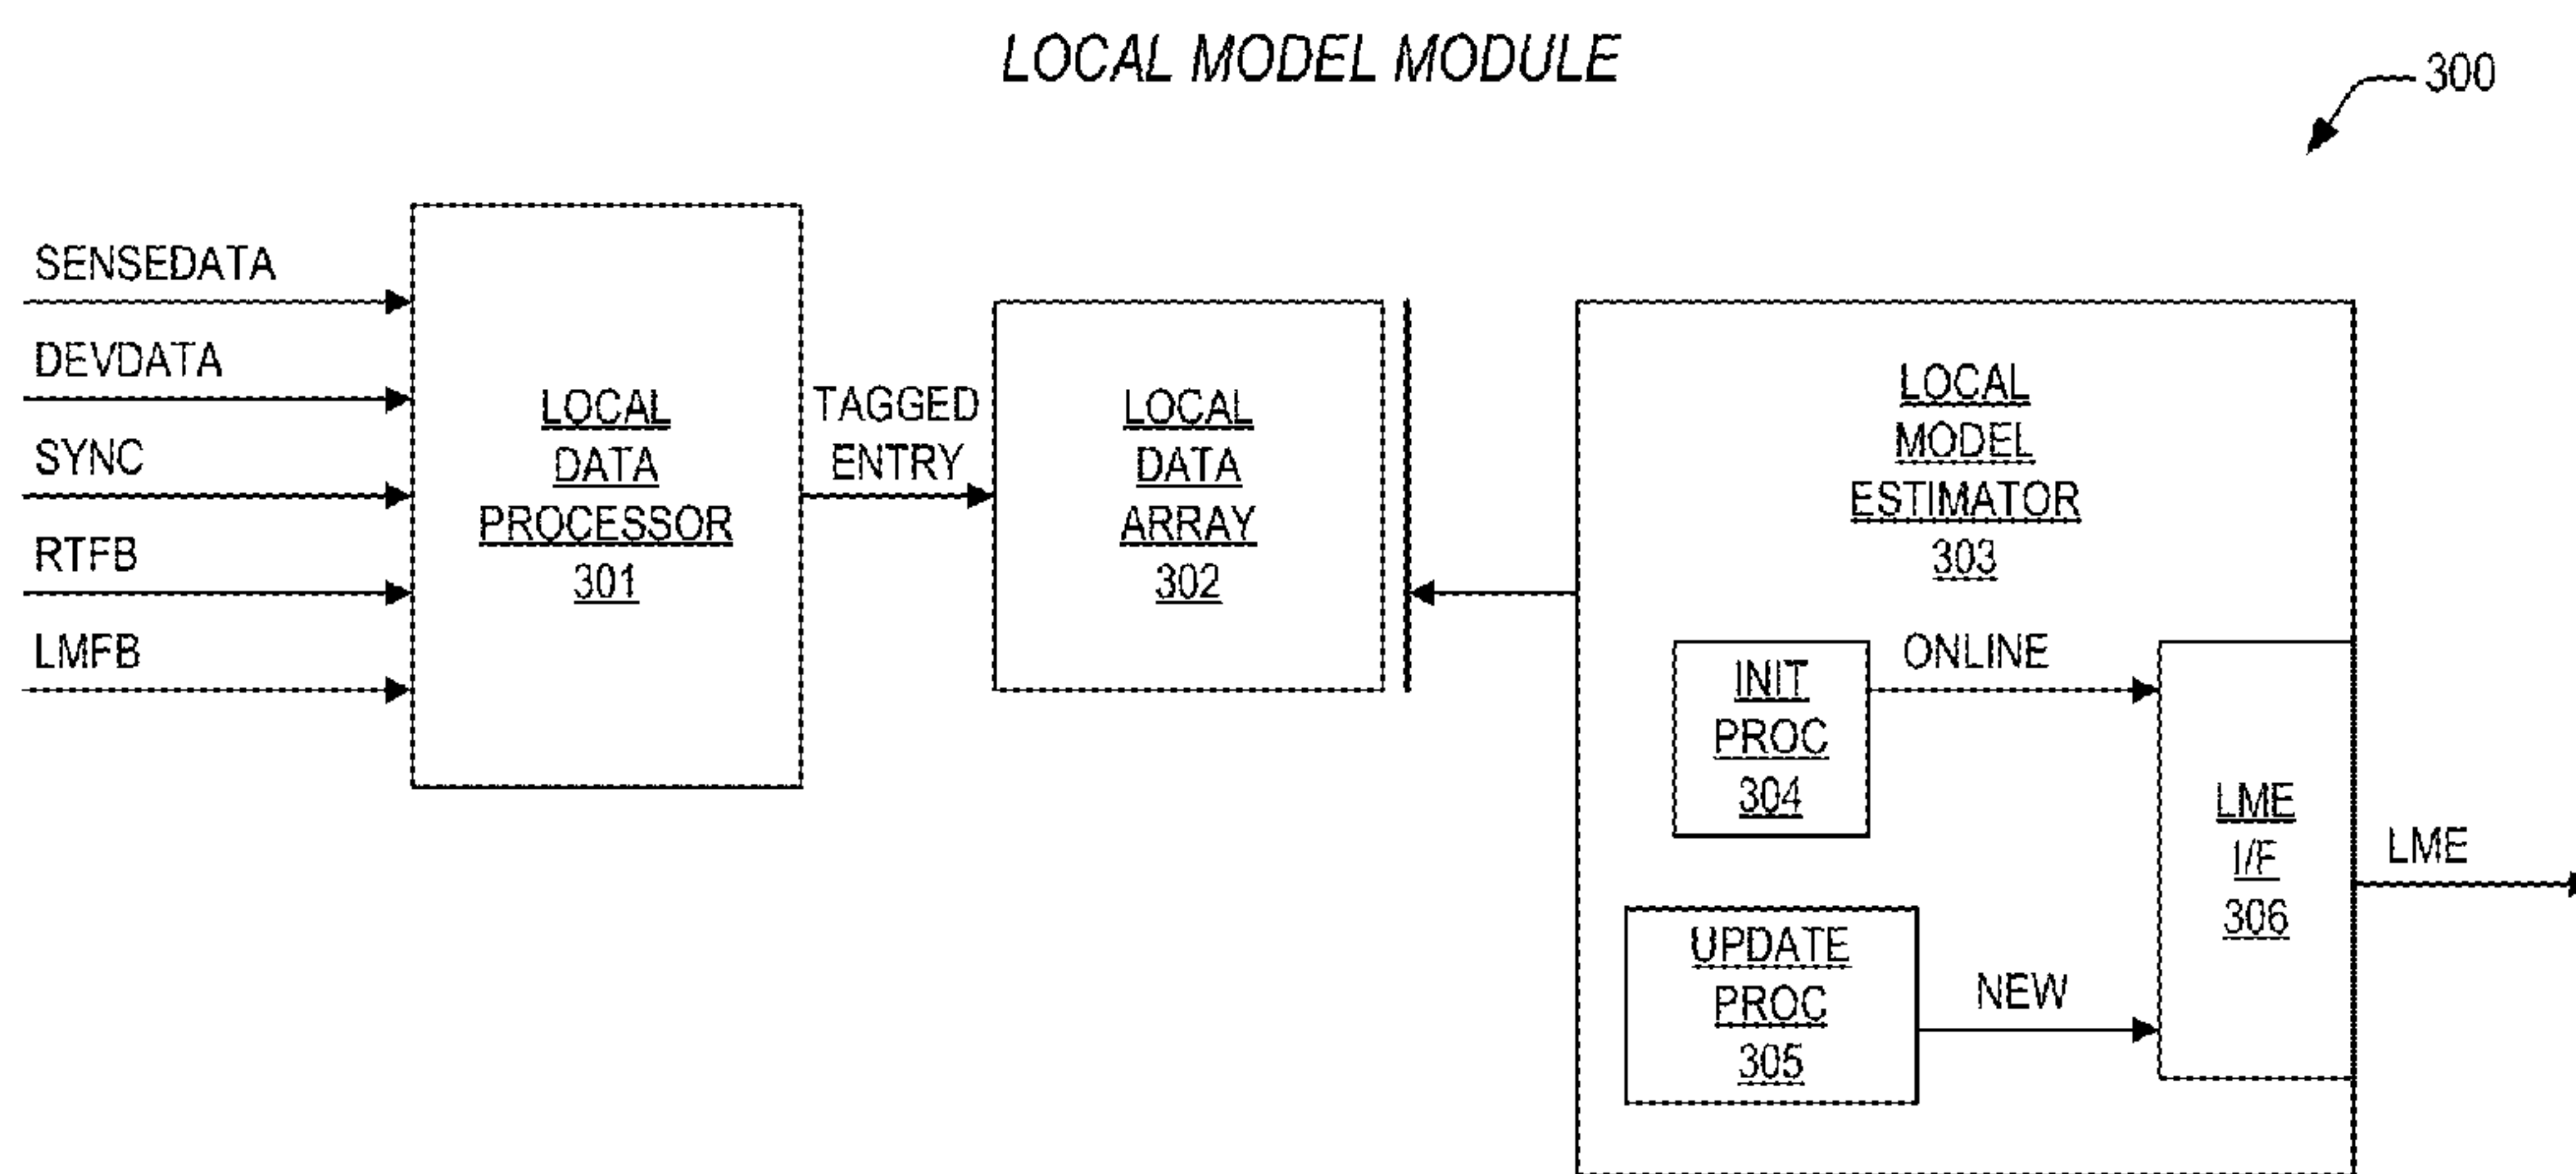 LOCAL MODEL MODULE
300
SENSEDATA
DEVDATA
SYNC
RTFB
LMFB
LOCAL
DATA
PROCESSOR
301
TAGGED
ENTRY
LOCAL
DATA
ARRAY
302
LOCAL
MODEL
ESTIMATOR
303
INIT
PROC
304
ONLINE
UPDATE
PROC
305
NEW
LME
I/F
306
LME